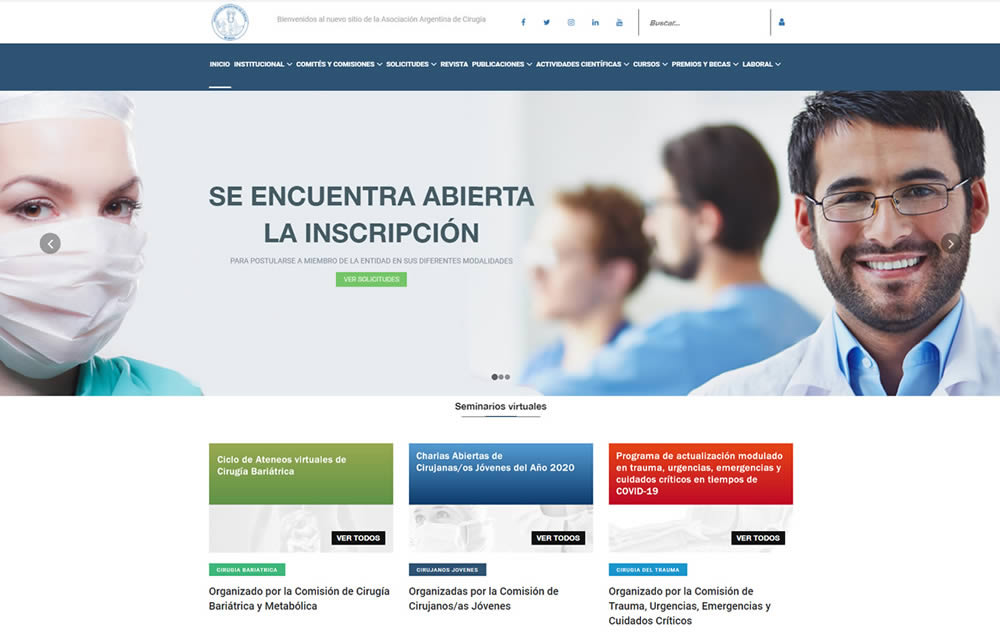 Bienvenidos al nuevo sitio de la Asociación Argentina de Cirugía
Buscar...
INICIO INSTITUCIONAL COMITÉS Y COMISIONES SOLICITUDES REVISTA PUBLICACIONES ACTIVIDADES CIENTÍFICAS CURSOS PREMIOS Y BECAS LABORAL
SE ENCUENTRA ABIERTA
LA INSCRIPCIÓN
PARA POSTULARSE A MIEMBRO DE LA ENTIDAD EN SUS DIFERENTES MODALIDADES
VER SOLICITUDES
Seminarios virtuales
Ciclo de Ateneos virtuales de
Cirugía Bariátrica
VER TODOS
CIRUGIA BARIATRICA
Organizado por la Comisión de Cirugía
Bariátrica y Metabólica
Charlas Abiertas de
Cirujanas/os Jóvenes del Año 2020
VER TODOS
CIRUJANOS JOVENES
Organizadas por la Comisión de
Cirujanos/as Jóvenes
Programa de actualización modulado
en trauma, urgencias, emergencias y
cuidados críticos en tiempos de
COVID-19
VER TODOS
CIRUGIA DEL TRAUMA
Organizado por la Comisión de
Trauma, Urgencias, Emergencias y
Cuidados Críticos